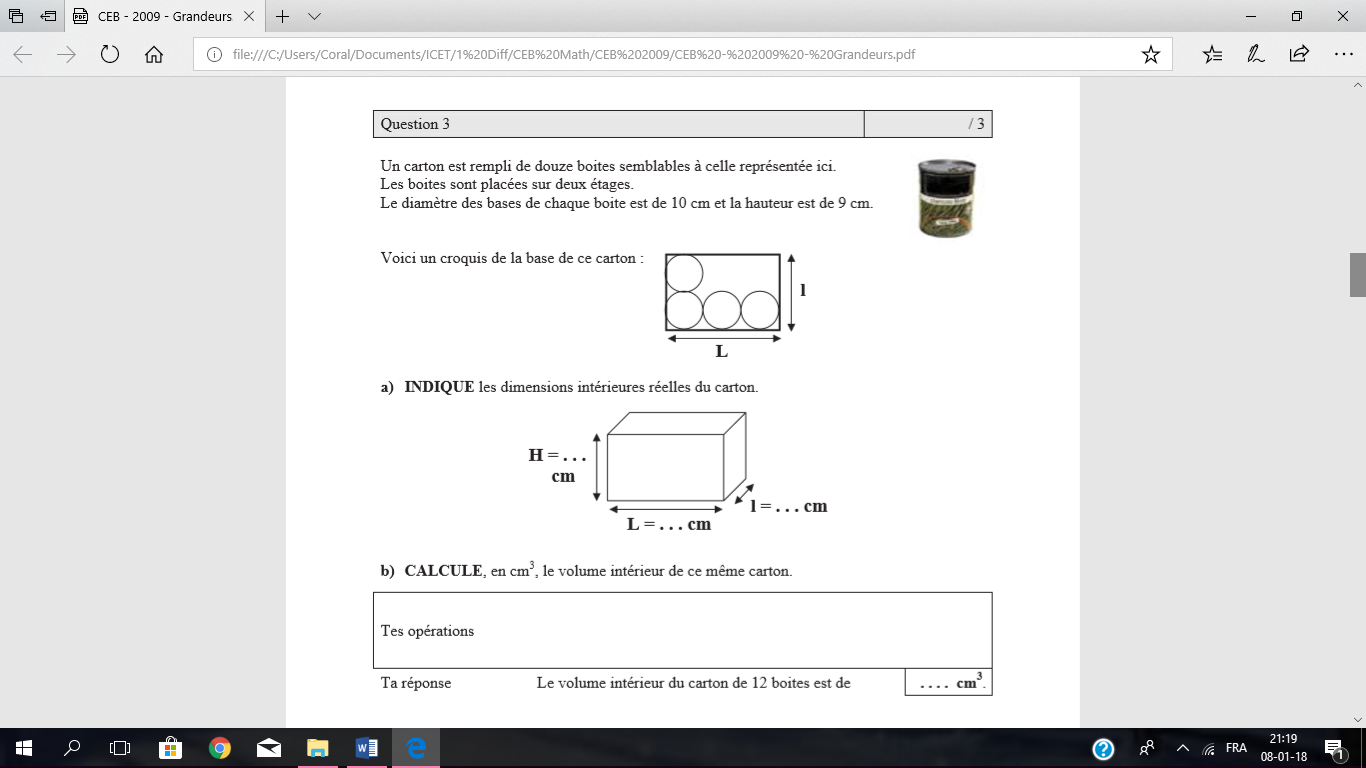 CEB - 2009 - Grandeurs
file:///C:/Users/Coral/Documents/ICET/1%20Diff/CEB%20Math/CEB%202009/CEB%20-%202009%20-%20Grandeurs.pdf
Question 3 / 3
Un carton est rempli de douze boites semblables à celle représentée ici.
Les boites sont placées sur deux étages.
Le diamètre des bases de chaque boite est de 10 cm et la hauteur est de 9 cm.
Voici un croquis de la base de ce carton :
l
L
a) INDIQUE les dimensions intérieures réelles du carton.
H = . . .
cm
l = . . . cm
L = . . . cm
b) CALCULE, en cm³, le volume intérieur de ce même carton.
Tes opérations
Ta réponse Le volume intérieur du carton de 12 boites est de . . . . cm³.
FRA
21:19
08-01-18
1